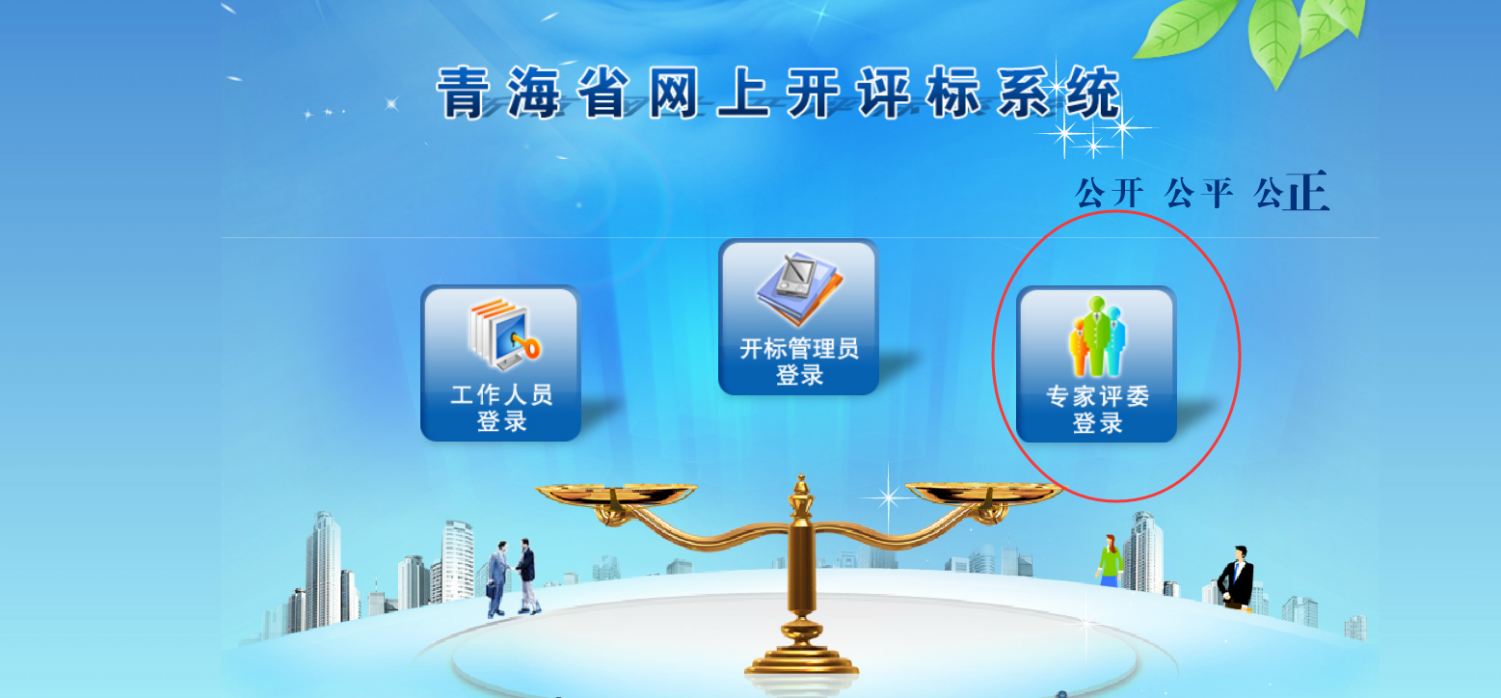 青海省网上开评标系统
公开 公平 公正
工作人员
登录
开标管理员
登录
专家评委
登录